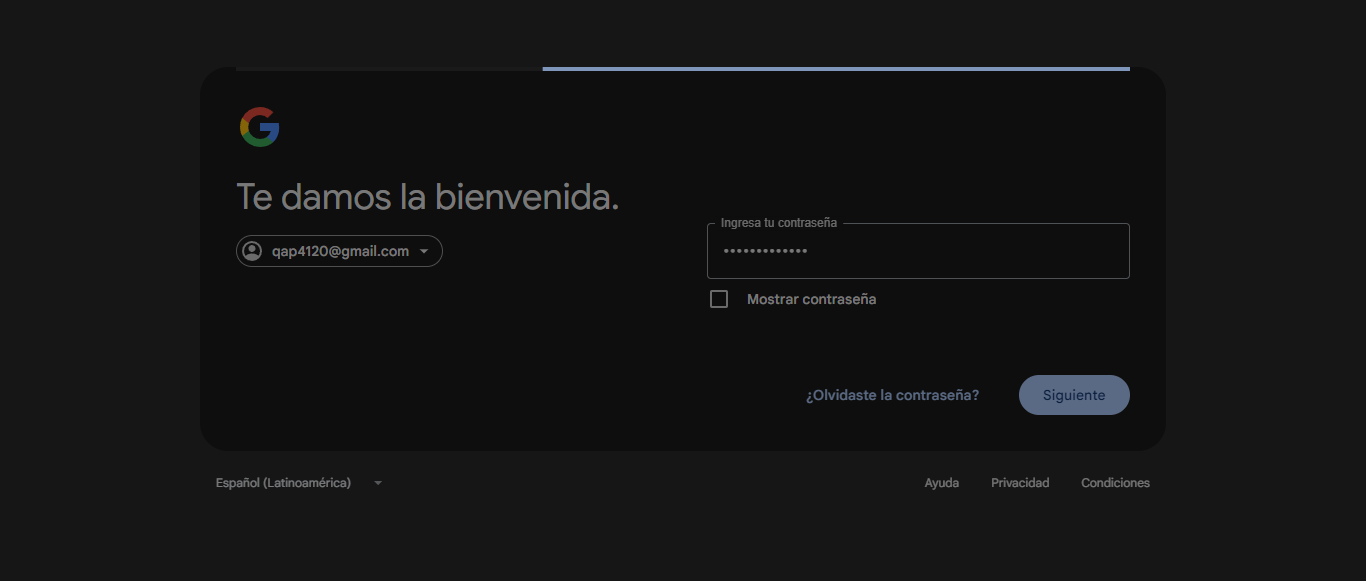 Te damos la bienvenida.
qap4120@gmail.com
Ingresa tu contraseña
•••••••••••••
Mostrar contraseña
¿Olvidaste la contraseña?
Siguiente
Español (Latinoamérica)
Ayuda
Privacidad
Condiciones